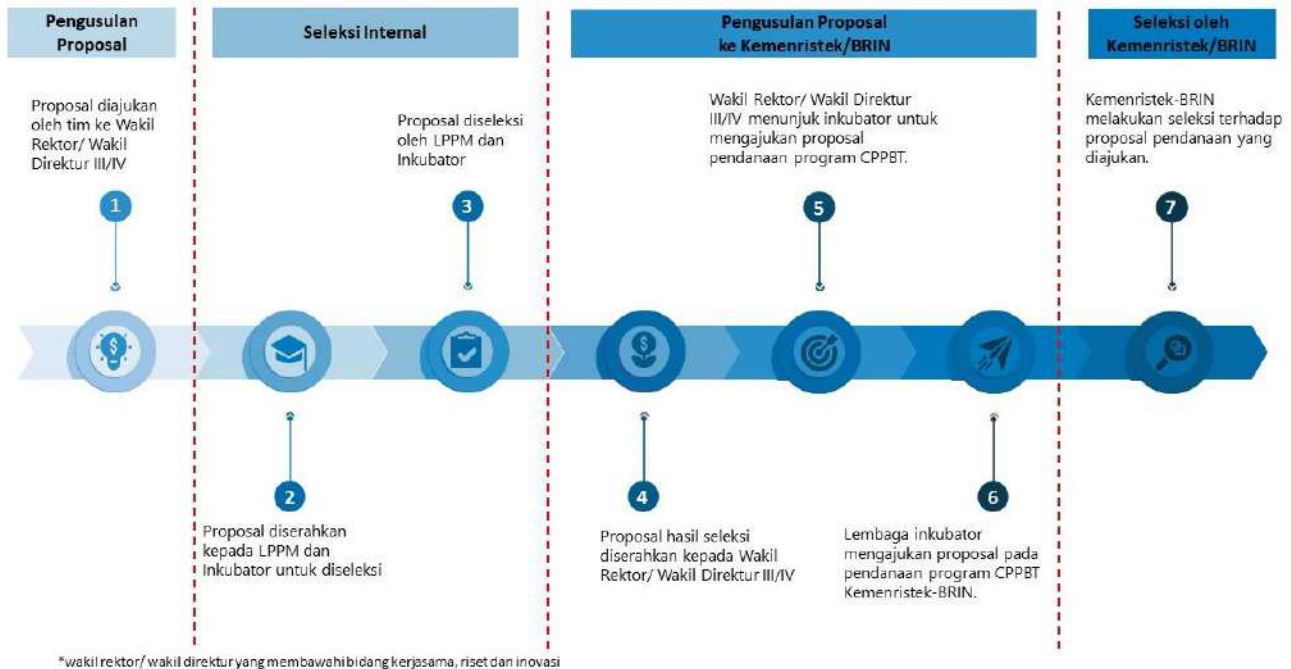 Pengusulan
Proposal
Seleksi Internal
Pengusulan Proposal
ke Kemenristek/BRIN
Seleksi oleh
Kemenristek/BRIN
Proposal diajukan
oleh tim ke Wakil
Rektor/ Wakil
Direktur III/IV
1
2
Proposal diserahkan
kepada LPPM dan
Inkubator untuk diseleksi
Proposal diseleksi
oleh LPPM dan
Inkubator
3
4
Proposal hasil seleksi
diserahkan kepada Wakil
Rektor/ Wakil Direktur III/IV
Wakil Rektor/ Wakil Direktur
III/IV menunjuk inkubator untuk
mengajukan proposal
pendanaan program CPPBT.
5
6
Lembaga inkubator
mengajukan proposal pada
pendanaan program CPPBT
Kemenristek-BRIN.
Kemenristek-BRIN
melakukan seleksi terhadap
proposal pendanaan yang
diajukan.
7
*wakil rektor/ wakil direktur yang membawahi bidang kerjasama, riset dan inovasi